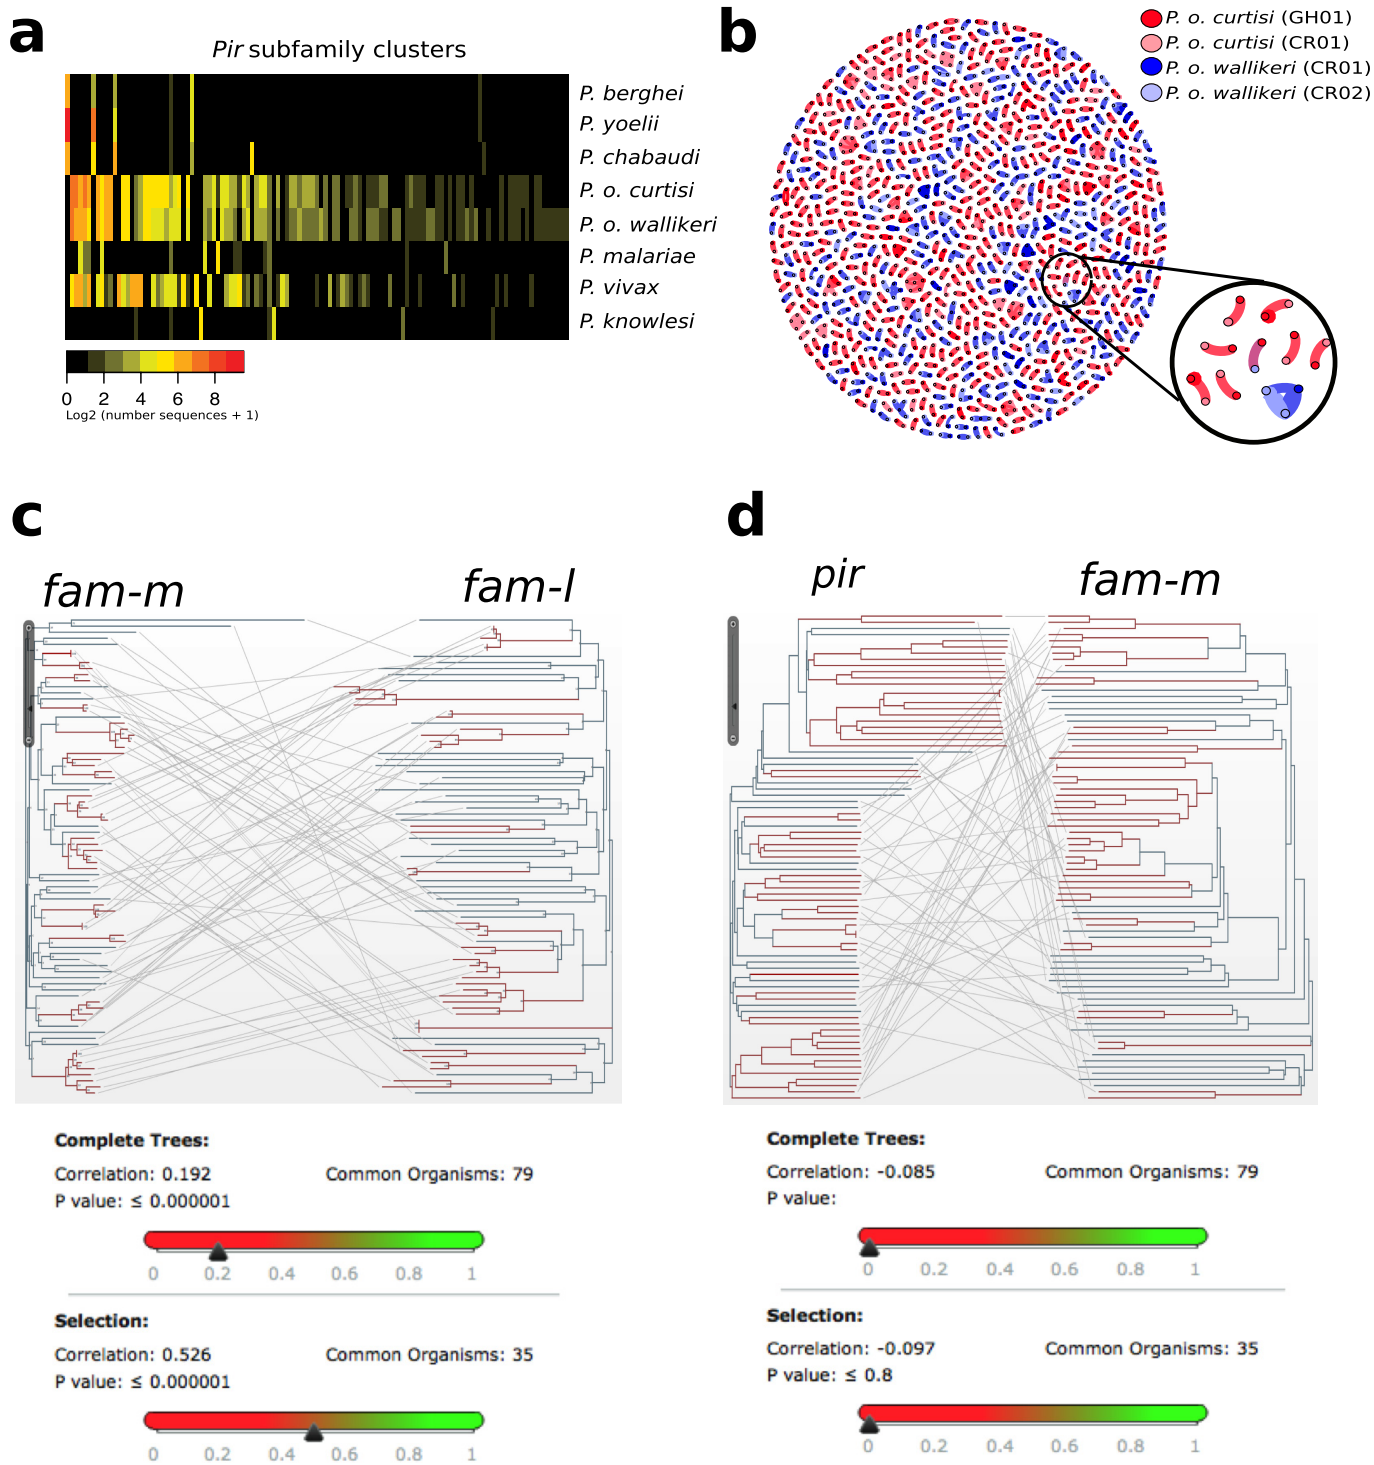 a
Pir subfamily clusters
P. berghei
P. yoelii
P. chabaudi
P. o. curtisi
P. o. wallikeri
P. malariae
P. vivax
P. knowlesi
0 2 4 6 8
Log2 (number sequences + 1)
b
P. o. curtisi (GH01)
P. o. curtisi (CR01)
P. o. wallikeri (CR01)
P. o. wallikeri (CR02)
c
fam-m fam-l
Complete Trees:
Correlation: 0.192 Common Organisms: 79
P value: ≤ 0.000001
0 0.2 0.4 0.6 0.8 1
Selection:
Correlation: 0.526 Common Organisms: 35
P value: ≤ 0.000001
0 0.2 0.4 0.6 0.8 1
d
pir fam-m
Complete Trees:
Correlation: -0.085 Common Organisms: 79
P value:
0 0.2 0.4 0.6 0.8 1
Selection:
Correlation: -0.097 Common Organisms: 35
P value: ≤ 0.8
0 0.2 0.4 0.6 0.8 1